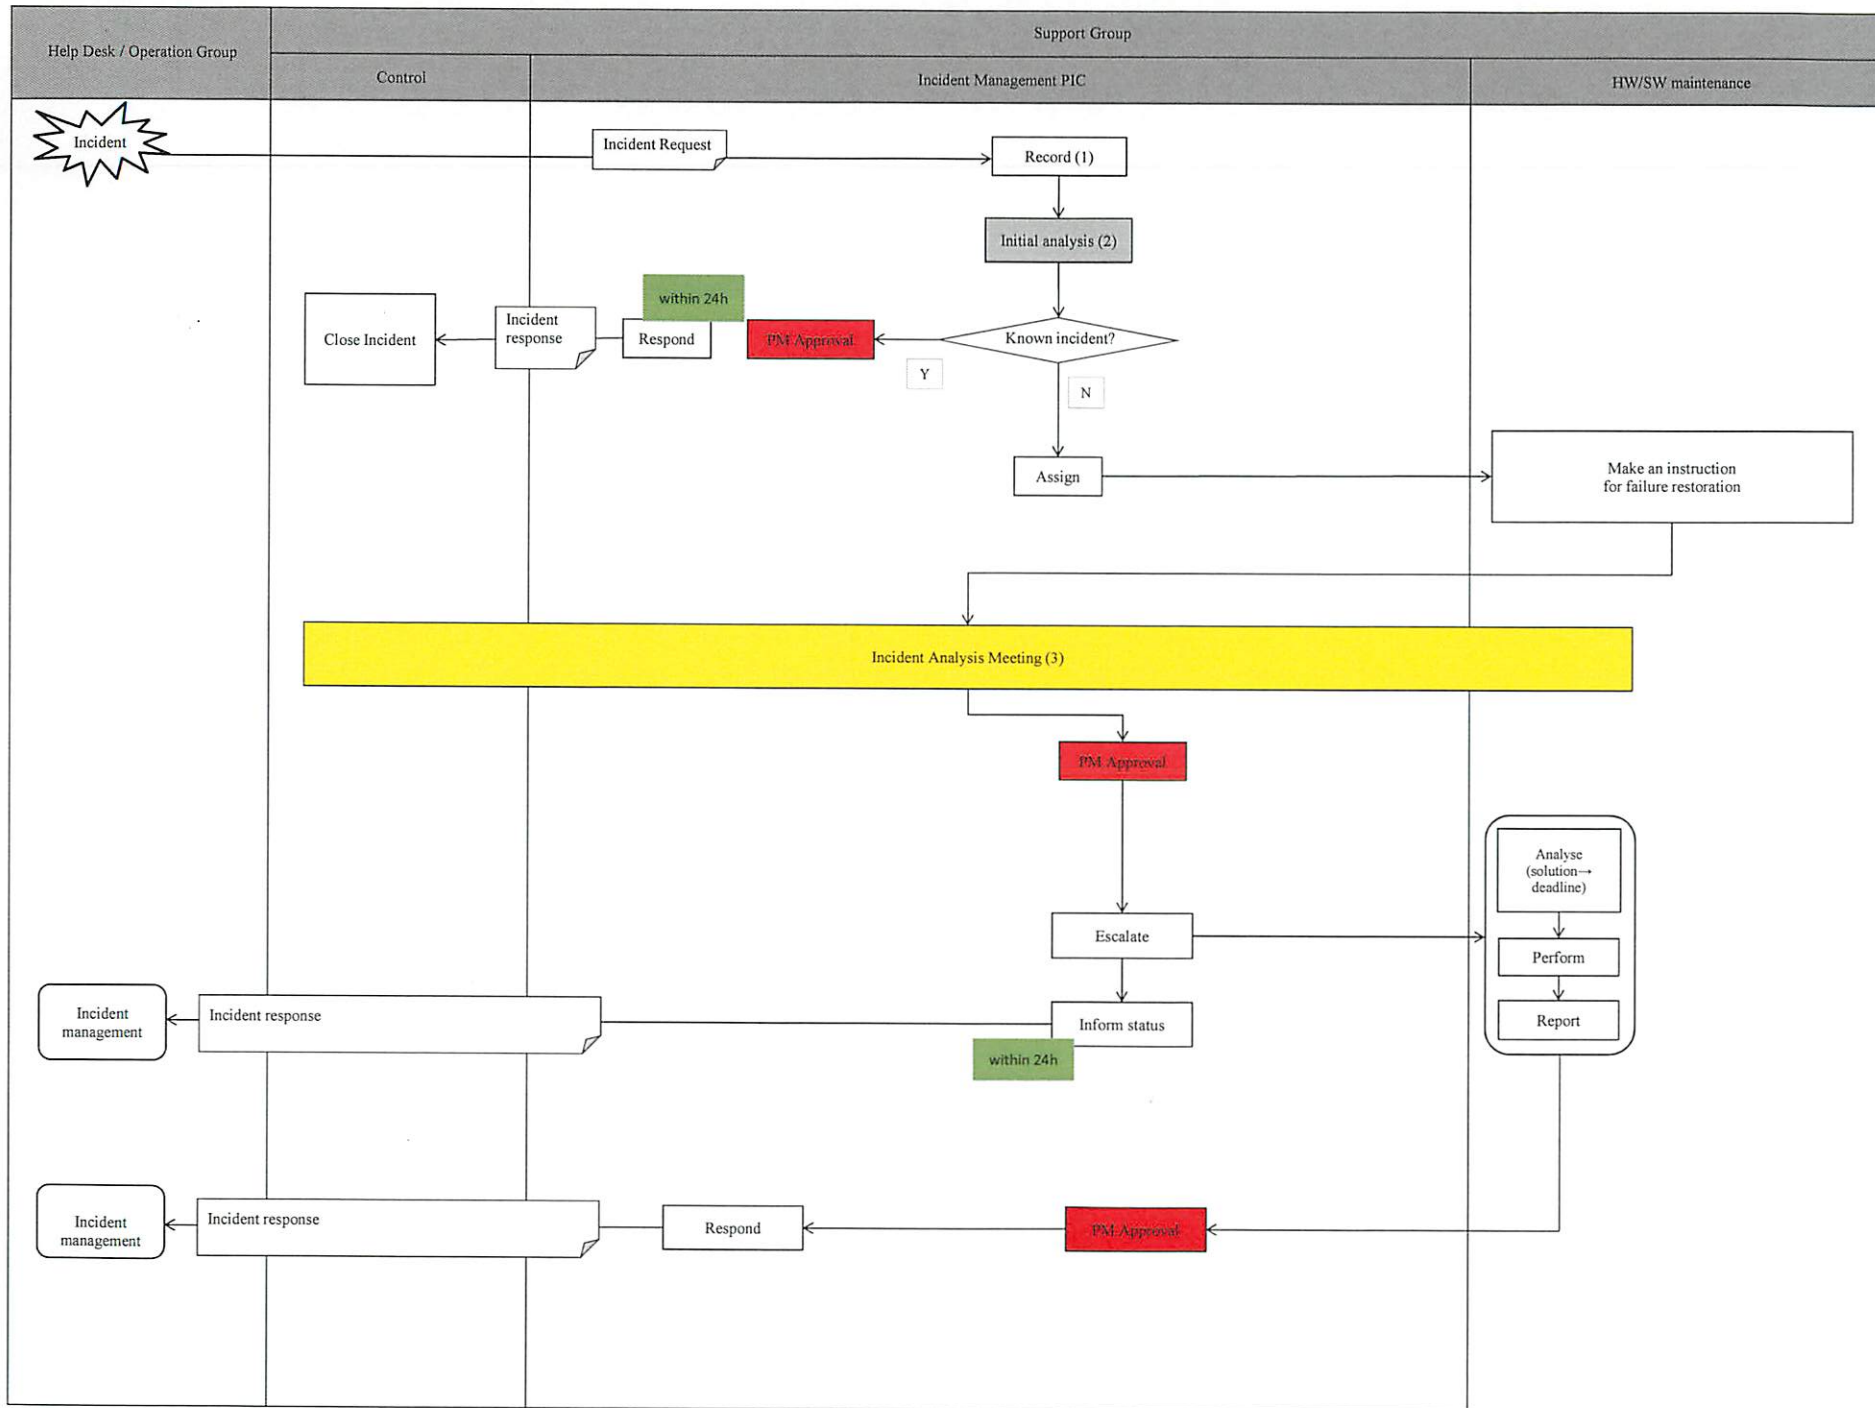 Help Desk / Operation Group
Support Group
Control
Incident Management PIC
HW/SW maintenance
Incident
Incident Request
Record (1)
Initial analysis (2)
within 24h
Close Incident
Incident
response
Respond
PM Approval
Known incident?
Y
N
Assign
Make an instruction
for failure restoration
Incident Analysis Meeting (3)
PM Approval
Analyse
(solution→
deadline)
Escalate
Perform
Incident
management
Incident response
Inform status
Report
within 24h
Incident
management
Incident response
Respond
PM Approval